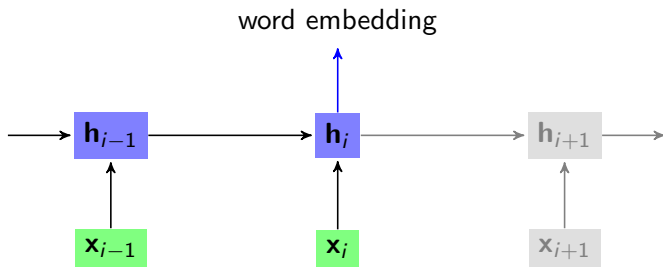 word embedding
h_{i−1} h_i h_{i+1}
x_{i−1} x_i x_{i+1}